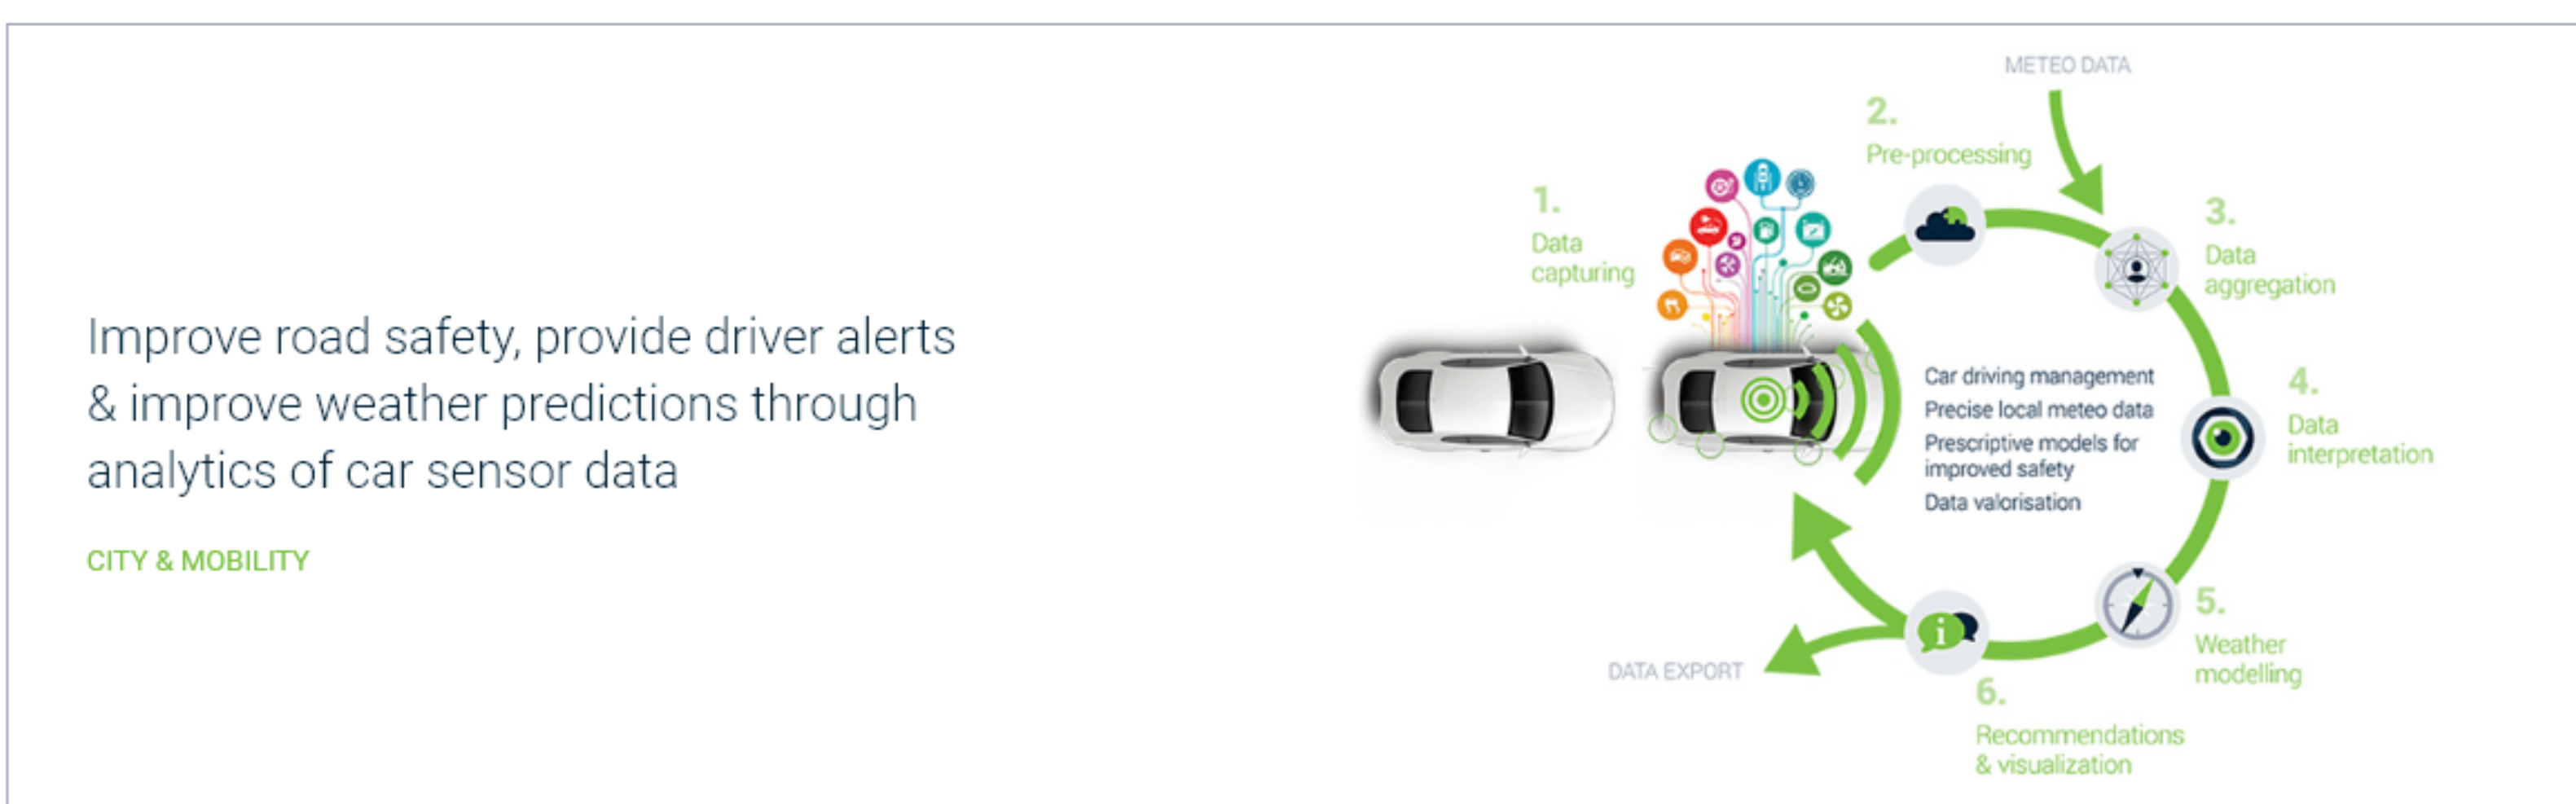 Improve road safety, provide driver alerts
& improve weather predictions through
analytics of car sensor data
CITY & MOBILITY
METEO DATA
1.
Data
capturing
2.
Pre-processing
3.
Data
aggregation
4.
Data
interpretation
5.
Weather
modelling
6.
Recommendations
& visualization
Car driving management
Precise local meteo data
Prescriptive models for
improved safety
Data valorisation
DATA EXPORT
i